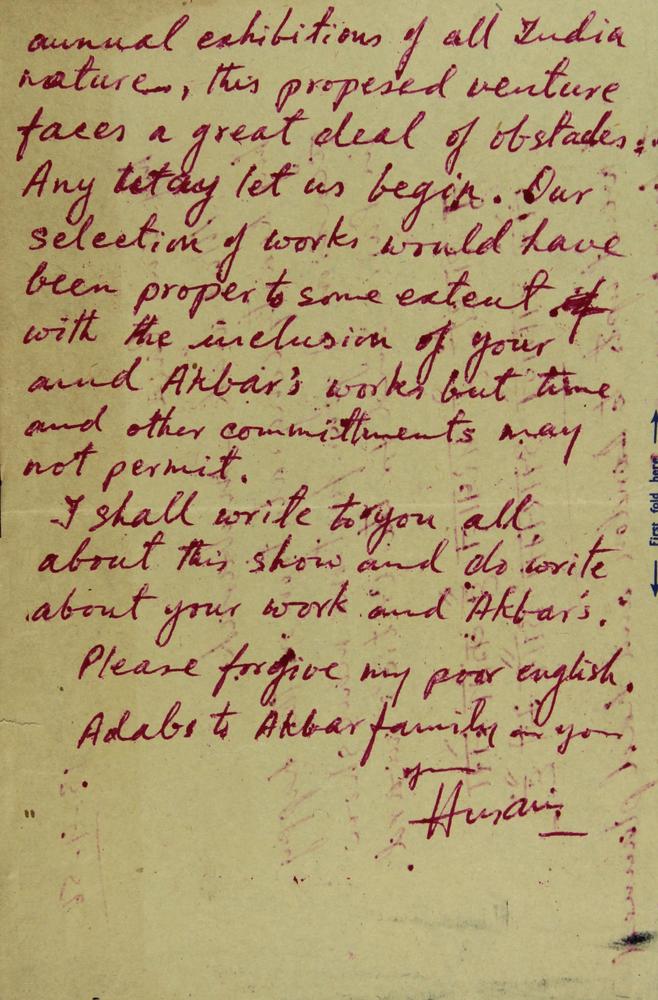 annual exhibitions of all India
nature, this proposed venture
faces a great deal of obstacles.
Any way let us begin. Our
selection of works would have
been proper to some extent
with the inclusion of your
and Akbar's works but time
and other committments may
not permit.
I shall write to you all
about this show and do write
about your work and Akbar's.
Please forgive my poor english.
Adabs to Akbar family
Husain
First fold here